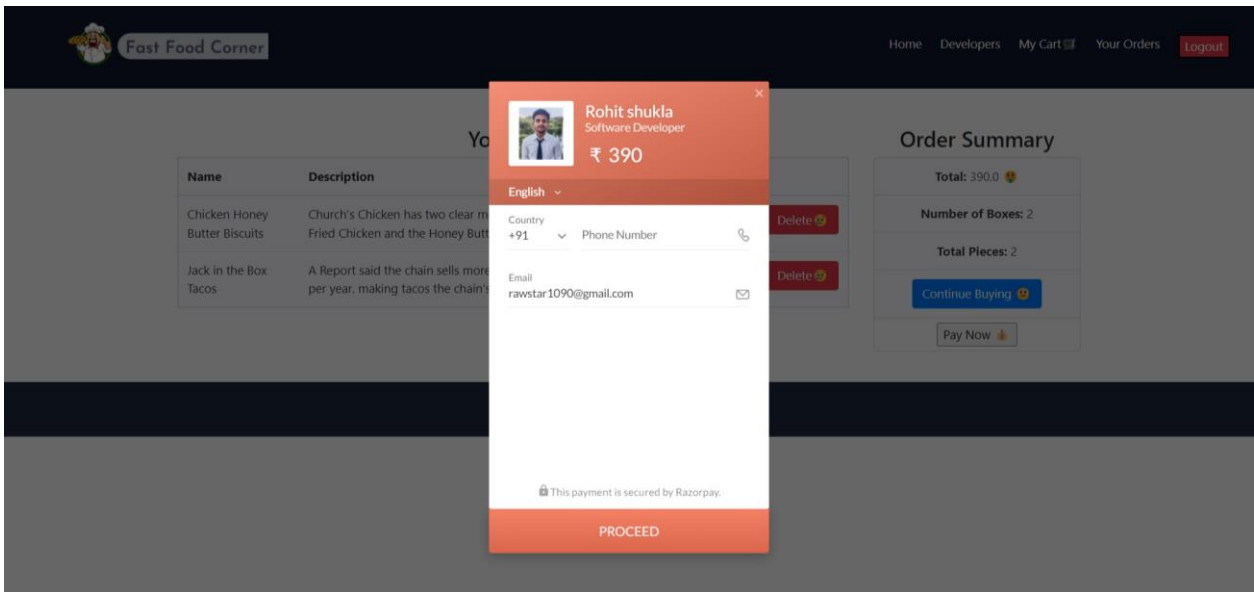 Fast Food Corner
Home Developers My Cart Your Orders Logout
Rohit shukla
Software Developer
₹ 390
English
Country
+91 Phone Number
Email
rawstar1090@gmail.com
This payment is secured by Razorpay.
PROCEED
Yo
Name Description
Chicken Honey
Butter Biscuits
Church's Chicken has two clear m
Fried Chicken and the Honey Butt
Delete
Jack in the Box
Tacos
A Report said the chain sells more
per year. making tacos the chain's
Delete
Order Summary
Total: 390.0
Number of Boxes: 2
Total Pieces: 2
Continue Buying
Pay Now